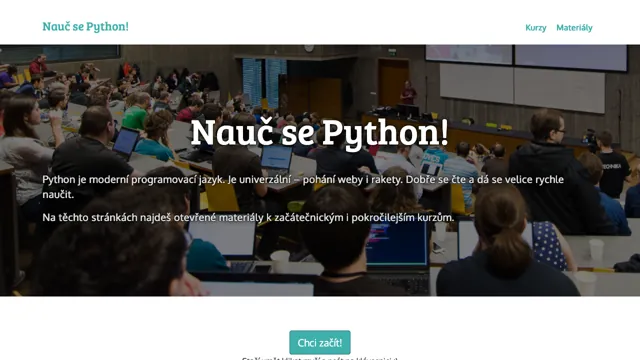 Nauč se Python!
Kurzy Materiály
Nauč se Python!
Python je moderní programovací jazyk. Je univerzální – pohání weby i rakety. Dobře se čte a dá se velice rychle
naučit.
Na těchto stránkách najdeš otevřené materiály k začátečnickým i pokročilejším kurzům.
Chci začít!